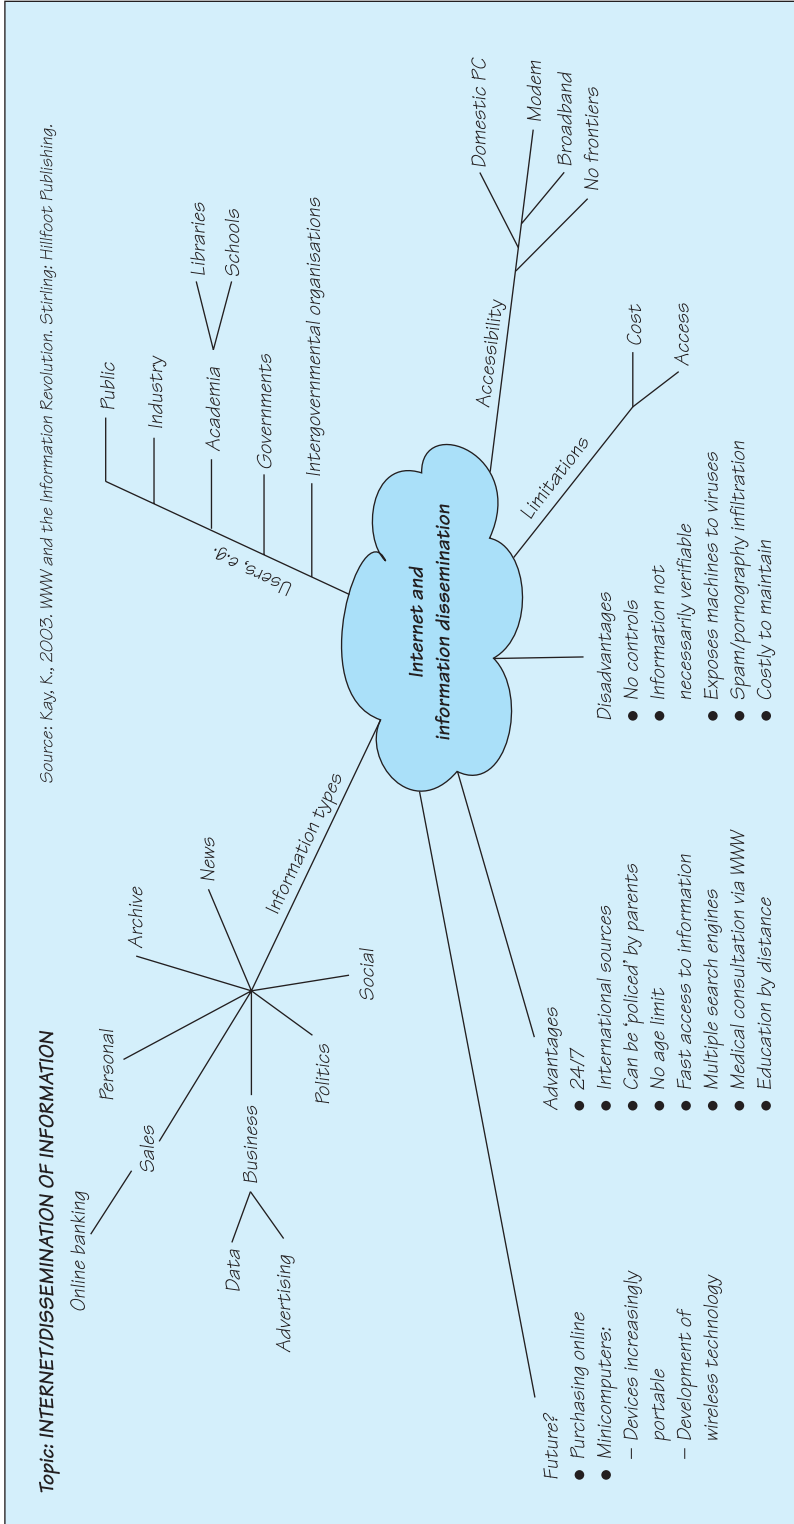 Topic: INTERNET/DISSEMINATION OF INFORMATION
Source: Kay, K., 2003. WWW and the Information Revolution. Stirling: Hillfoot Publishing.
Internet and
information dissemination
Information types
Online banking
Sales
Personal
Archive
News
Social
Politics
Business
Data
Advertising
Users, e.g.
Public
Industry
Academia
Libraries
Schools
Governments
Intergovernmental organisations
Accessibility
Domestic PC
Modem
Broadband
No frontiers
Limitations
Cost
Access
Future?
● Purchasing online
● Minicomputers:
– Devices increasingly
portable
– Development of
wireless technology
Advantages
● 24/7
● International sources
● Can be ‘policed’ by parents
● No age limit
● Fast access to information
● Multiple search engines
● Medical consultation via WWW
● Education by distance
Disadvantages
● No controls
● Information not
necessarily verifiable
● Exposes machines to viruses
● Spam/pornography infiltration
● Costly to maintain